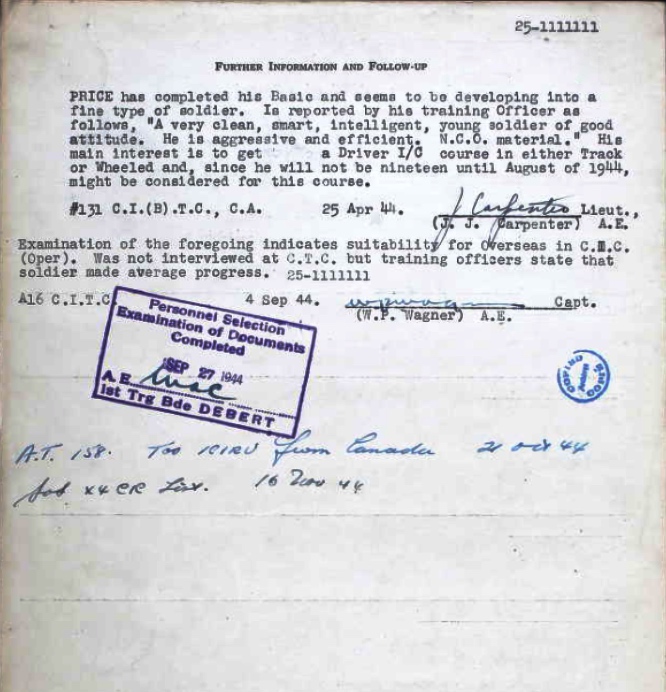 25-1111111
FURTHER INFORMATION AND FOLLOW-UP
PRICE has completed his Basic and seems to be developing into a
fine type of soldier. Is reported by his training Officer as
follows, "A very clean, smart, intelligent, young soldier of good
attitude. He is aggressive and efficient. N.C.O. material." His
main interest is to get a Driver I/C course in either Track
or Wheeled and, since he will not be nineteen until August of 1944,
might be considered for this course.
#131 C.I.(B).T.C., C.A. 25 Apr 44. J Carpenter Lieut.,
(J. J. Carpenter) A.E.
Examination of the foregoing indicates suitability for Overseas in C.I.C.
(Oper). Was not interviewed at C.T.C. but training officers state that
soldier made average progress. 25-1111111
A16 C.I.T.C. 4 Sep 44. Capt.
(W.P. Wagner) A.E.
Personnel Selection
Examination of Documents
Completed
SEP 27 1944
A.E.
1st Trg Bde DEBERT
A.T. 158. Tos 1CIRU from Canada 21 Oct 44
Sos X4 CR List. 16 Nov 44